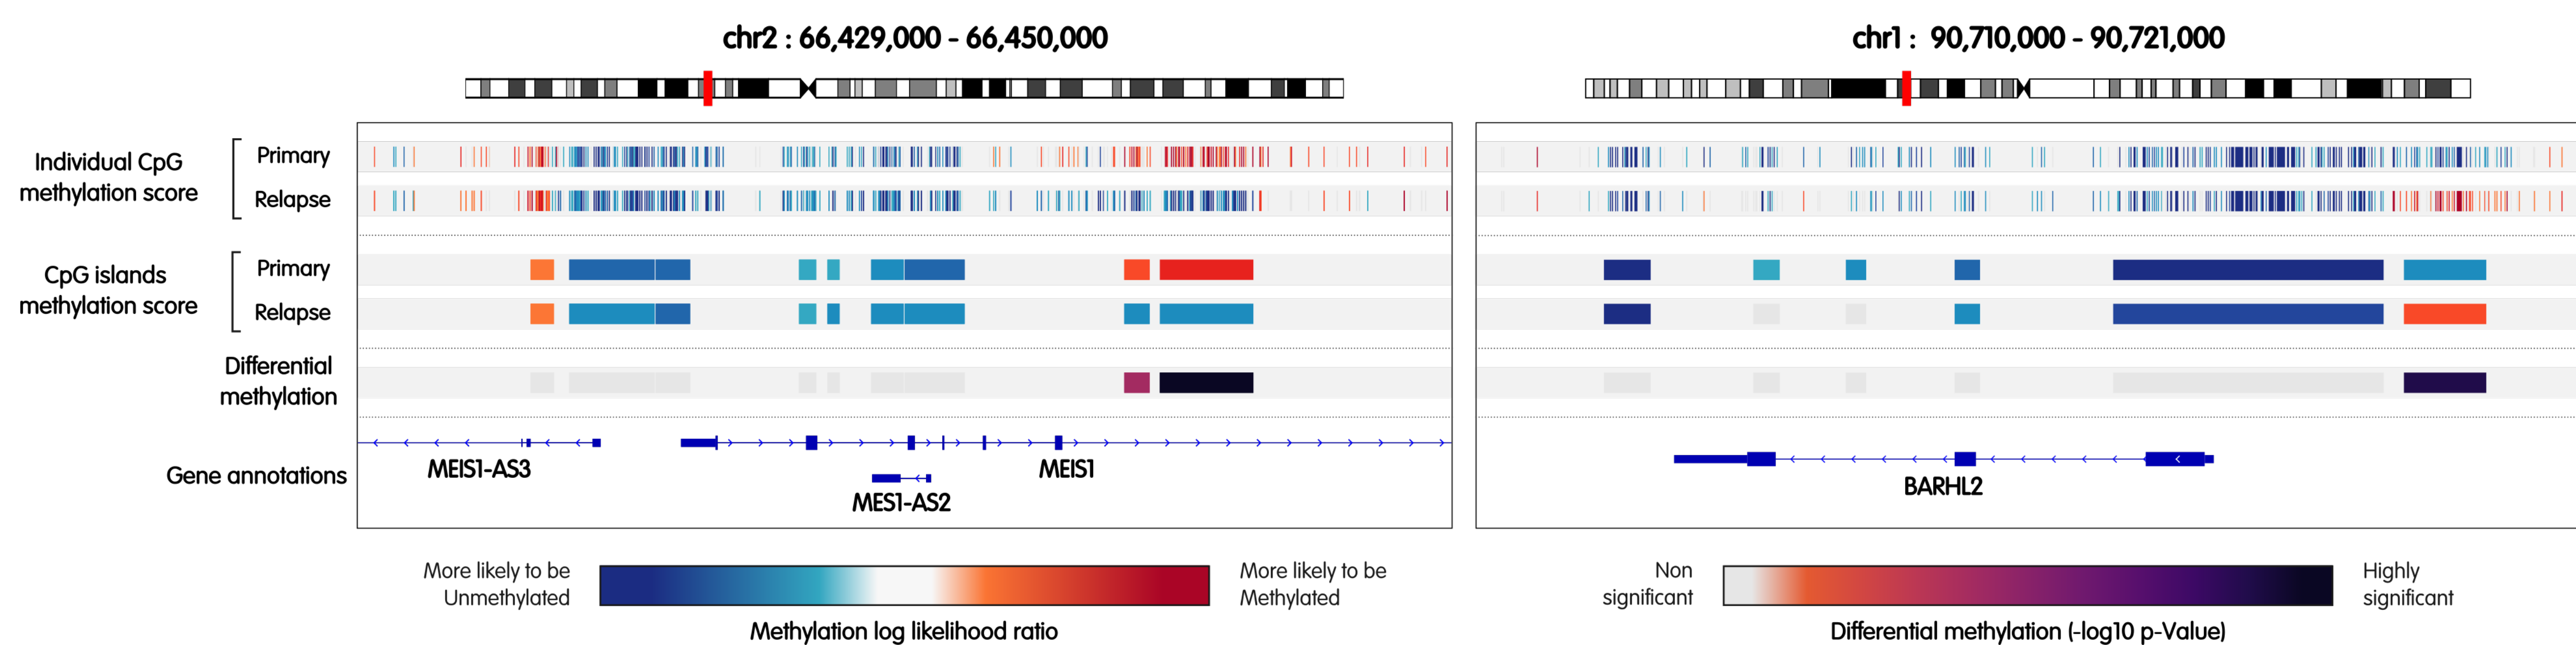 chr2 : 66,429,000 - 66,450,000
chr1 : 90,710,000 - 90,721,000
Individual CpG
methylation score
Primary
Relapse
CpG islands
methylation score
Primary
Relapse
Differential
methylation
Gene annotations
MEIS1-AS3
MES1-AS2
MEIS1
BARHL2
More likely to be
Unmethylated
More likely to be
Methylated
Methylation log likelihood ratio
Non
significant
Highly
significant
Differential methylation (-log10 p-Value)